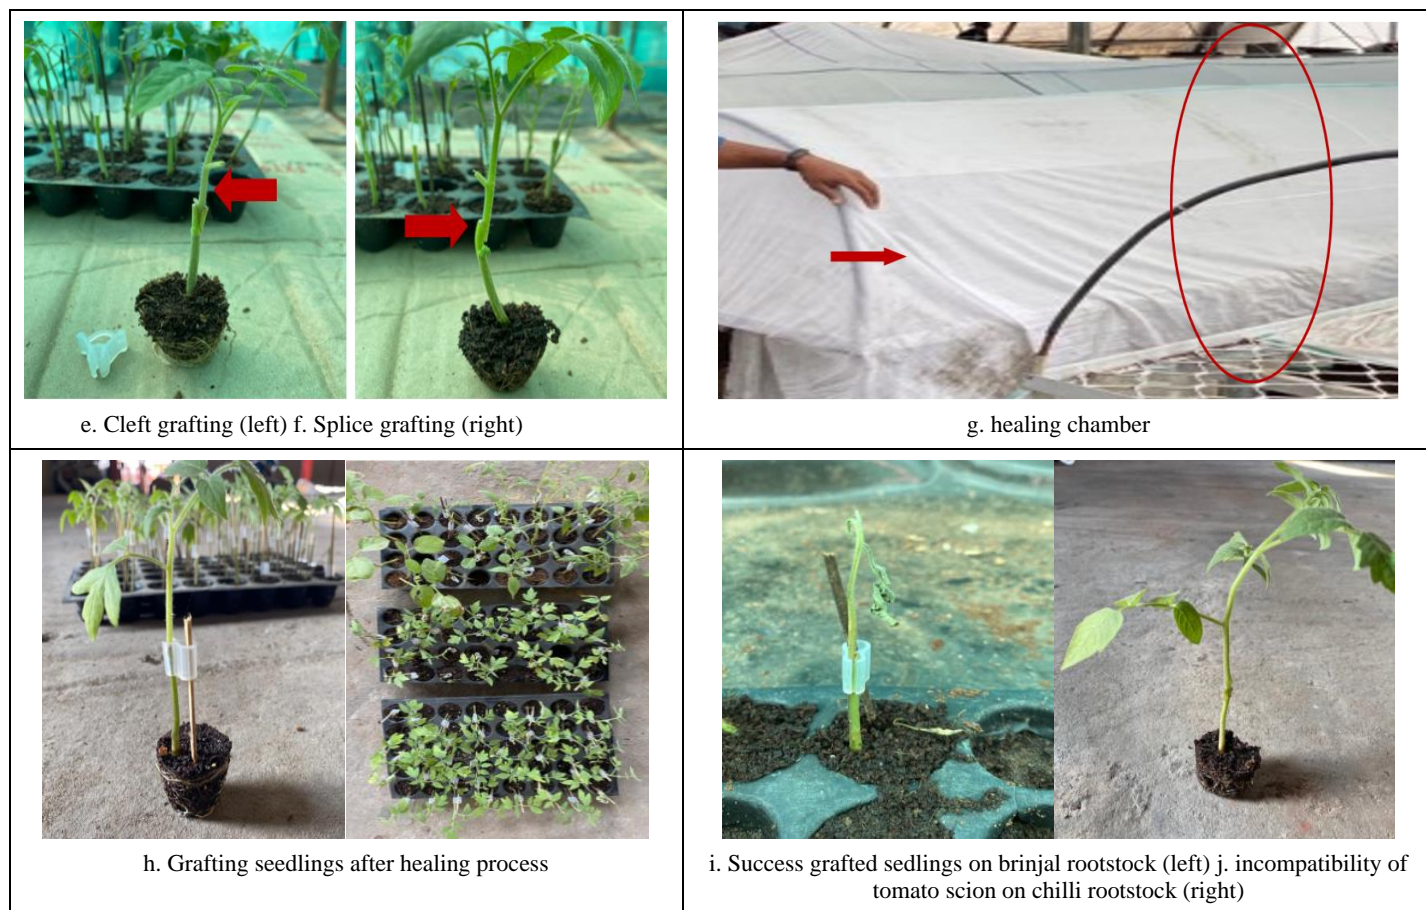 e. Cleft grafting (left) f. Splice grafting (right)
g. healing chamber
h. Grafting seedlings after healing process
i. Success grafted sedlings on brinjal rootstock (left) j. incompatibility of
tomato scion on chilli rootstock (right)